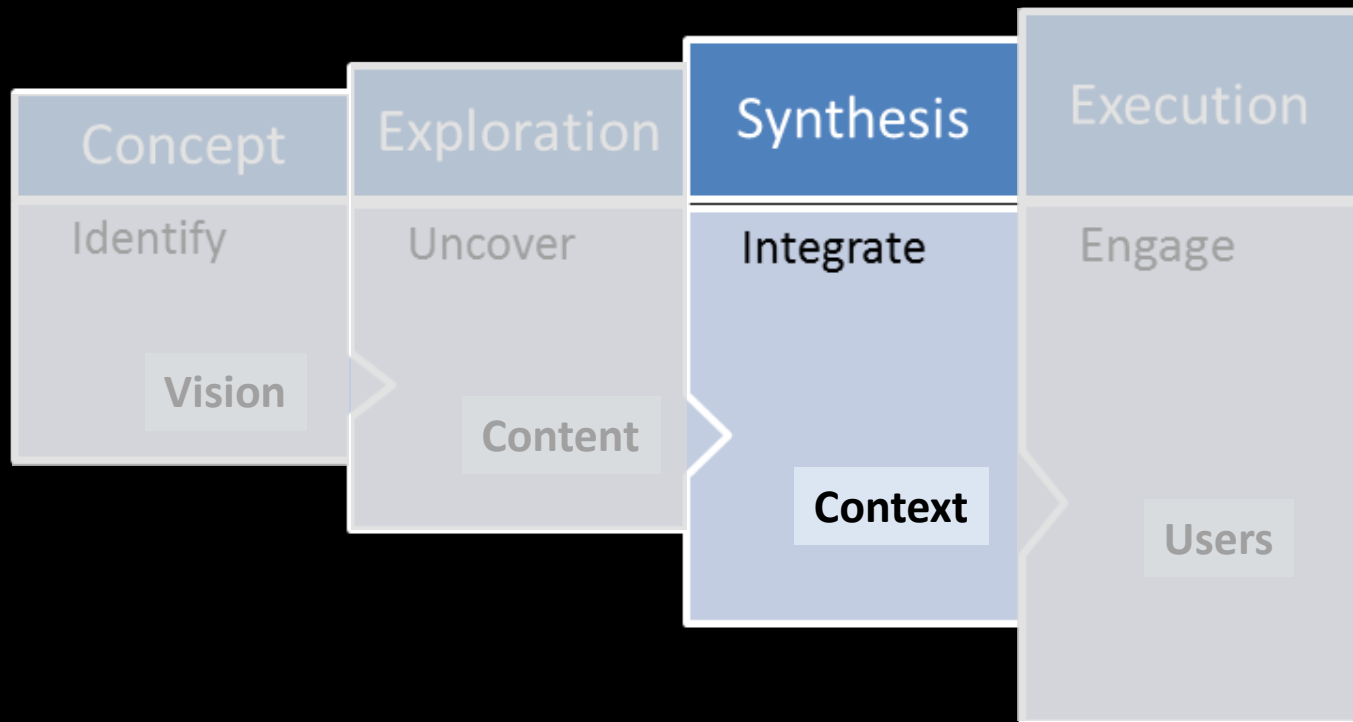 Concept
Identify
Vision
Exploration
Uncover
Content
Synthesis
Integrate
Context
Execution
Engage
Users